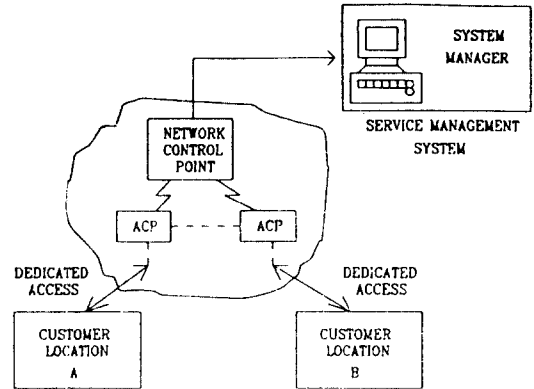 SYSTEM
MANAGER
SERVICE MANAGEMENT
SYSTEM
NETWORK
CONTROL
POINT
ACP
ACP
DEDICATED
ACCESS
DEDICATED
ACCESS
CUSTOMER
LOCATION
A
CUSTOMER
LOCATION
B